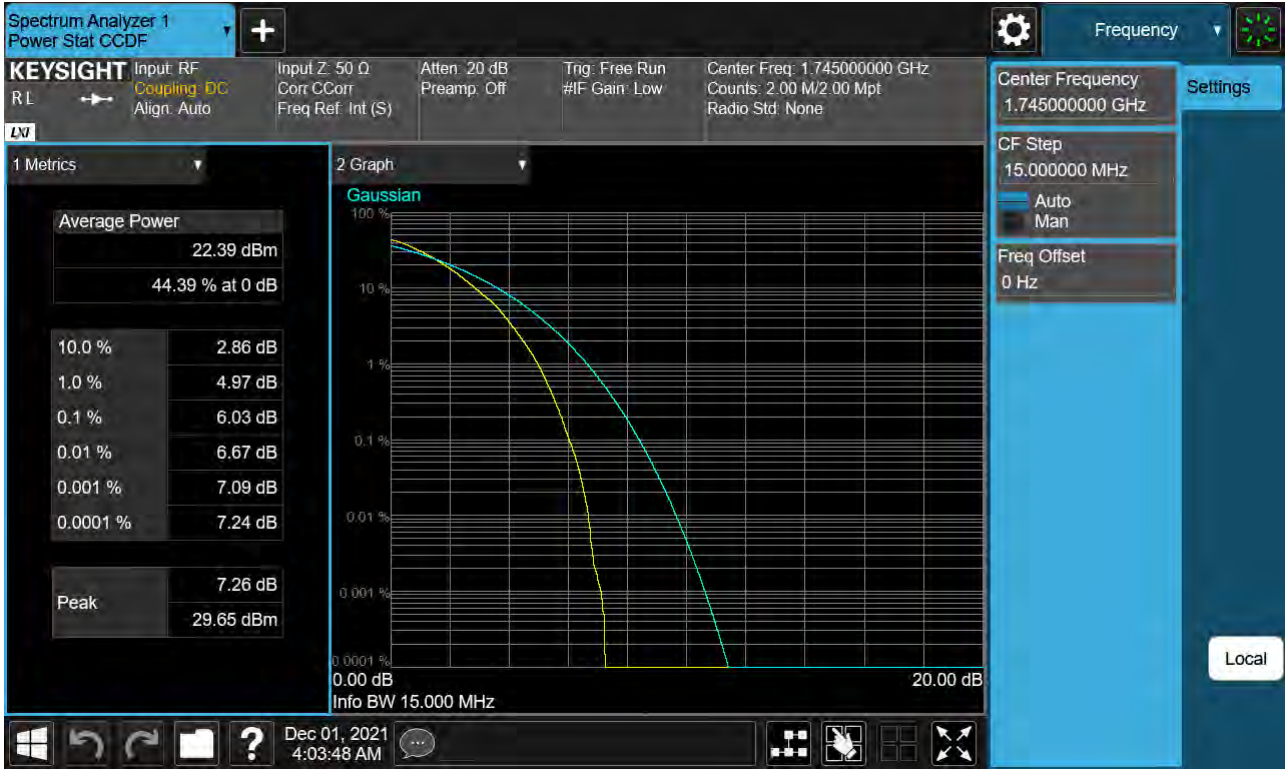 Spectrum Analyzer 1
Power Stat CCDF
+
Frequency
KEYSIGHT
R L
LXI
Input: RF
Coupling: DC
Align: Auto
Input Z: 50 Ω
Corr CCorr
Freq Ref: Int (S)
Atten: 20 dB
Preamp: Off
Trig: Free Run
#IF Gain: Low
Center Freq: 1.745000000 GHz
Counts: 2.00 M/2.00 Mpt
Radio Std: None
Center Frequency
1.745000000 GHz
Settings
CF Step
15.000000 MHz
Auto
Man
Freq Offset
0 Hz
Local
1 Metrics
Average Power
22.39 dBm
44.39 % at 0 dB
10.0 % 2.86 dB
1.0 % 4.97 dB
0.1 % 6.03 dB
0.01 % 6.67 dB
0.001 % 7.09 dB
0.0001 % 7.24 dB
Peak
7.26 dB
29.65 dBm
2 Graph
Gaussian
100 %
10 %
1 %
0.1 %
0.01 %
0.001 %
0.0001 %
0.00 dB 20.00 dB
Info BW 15.000 MHz
?
Dec 01, 2021
4:03:48 AM